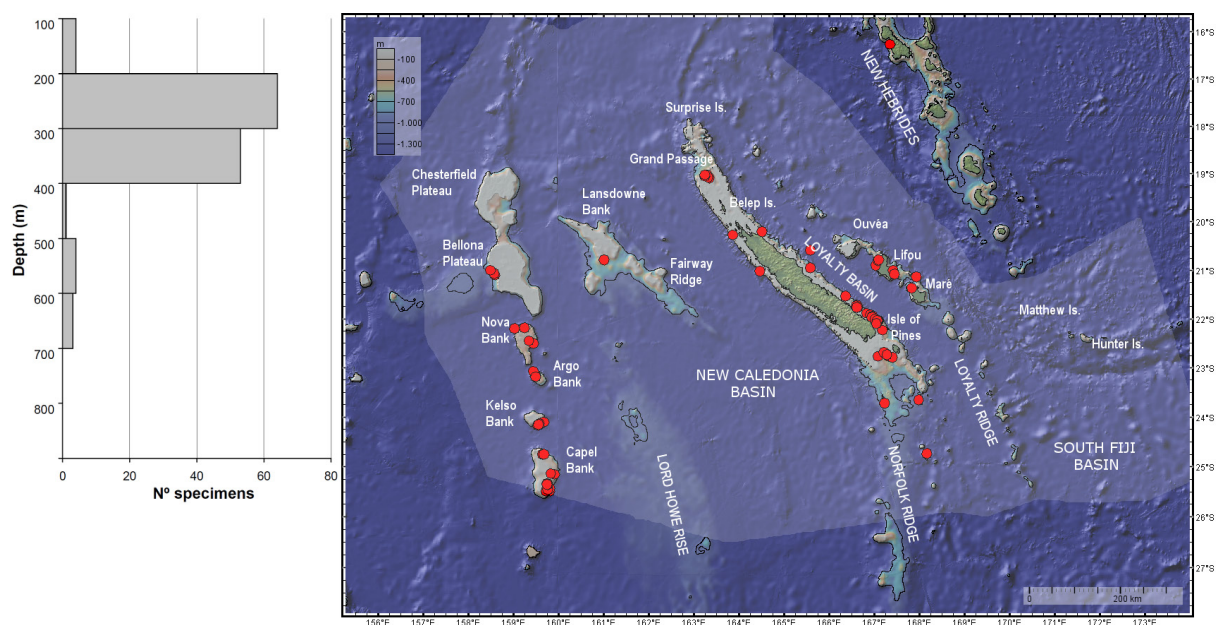 100
200
300
400
500
600
700
800
Depth (m)
0
20
40
60
80
Nº specimens
m
-100
-400
-700
-1.000
-1.300
Surprise Is.
Grand Passage
Chesterfield
Plateau
Lansdowne
Bank
Belep Is.
Bellona
Plateau
Fairway
Ridge
Nova
Bank
Argo
Bank
Kelso
Bank
Capel
Bank
NEW CALEDONIA
BASIN
LORD HOWE RISE
NEW HEBRIDES
Ouvèa
LOYALTY BASIN
Lifou
Marè
Isle of
Pines
Matthew Is.
Hunter Is.
LOYALTY RIDGE
NORFOLK RIDGE
SOUTH FIJI
BASIN
200 km
16°S
17°S
18°S
19°S
20°S
21°S
22°S
23°S
24°S
25°S
26°S
27°S
156°E
157°E
158°E
159°E
160°E
161°E
162°E
163°E
164°E
165°E
166°E
167°E
168°E
169°E
170°E
171°E
172°E
173°E